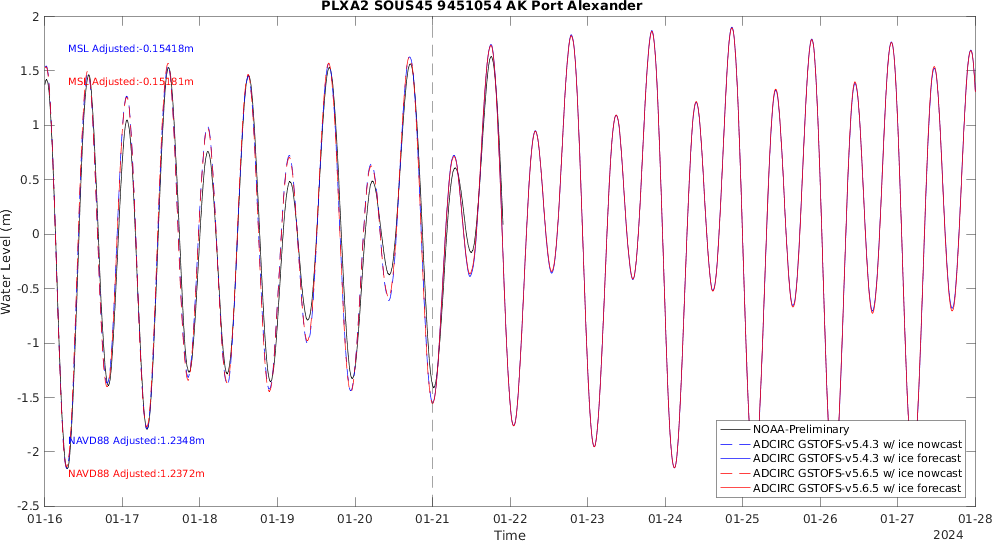 PLXA2 SOUS45 9451054 AK Port Alexander
2
1.5
1
0.5
0
-0.5
-1
-1.5
-2
-2.5
Water Level (m)
MSL Adjusted:-0.15418m
MSL Adjusted:-0.15181m
NAVD88 Adjusted:1.2348m
NAVD88 Adjusted:1.2372m
NOAA-Preliminary
ADCIRC GSTOFS-v5.4.3 w/ ice nowcast
ADCIRC GSTOFS-v5.4.3 w/ ice forecast
ADCIRC GSTOFS-v5.6.5 w/ ice nowcast
ADCIRC GSTOFS-v5.6.5 w/ ice forecast
01-16 01-17 01-18 01-19 01-20 01-21 01-22 01-23 01-24 01-25 01-26 01-27 01-28
Time
2024